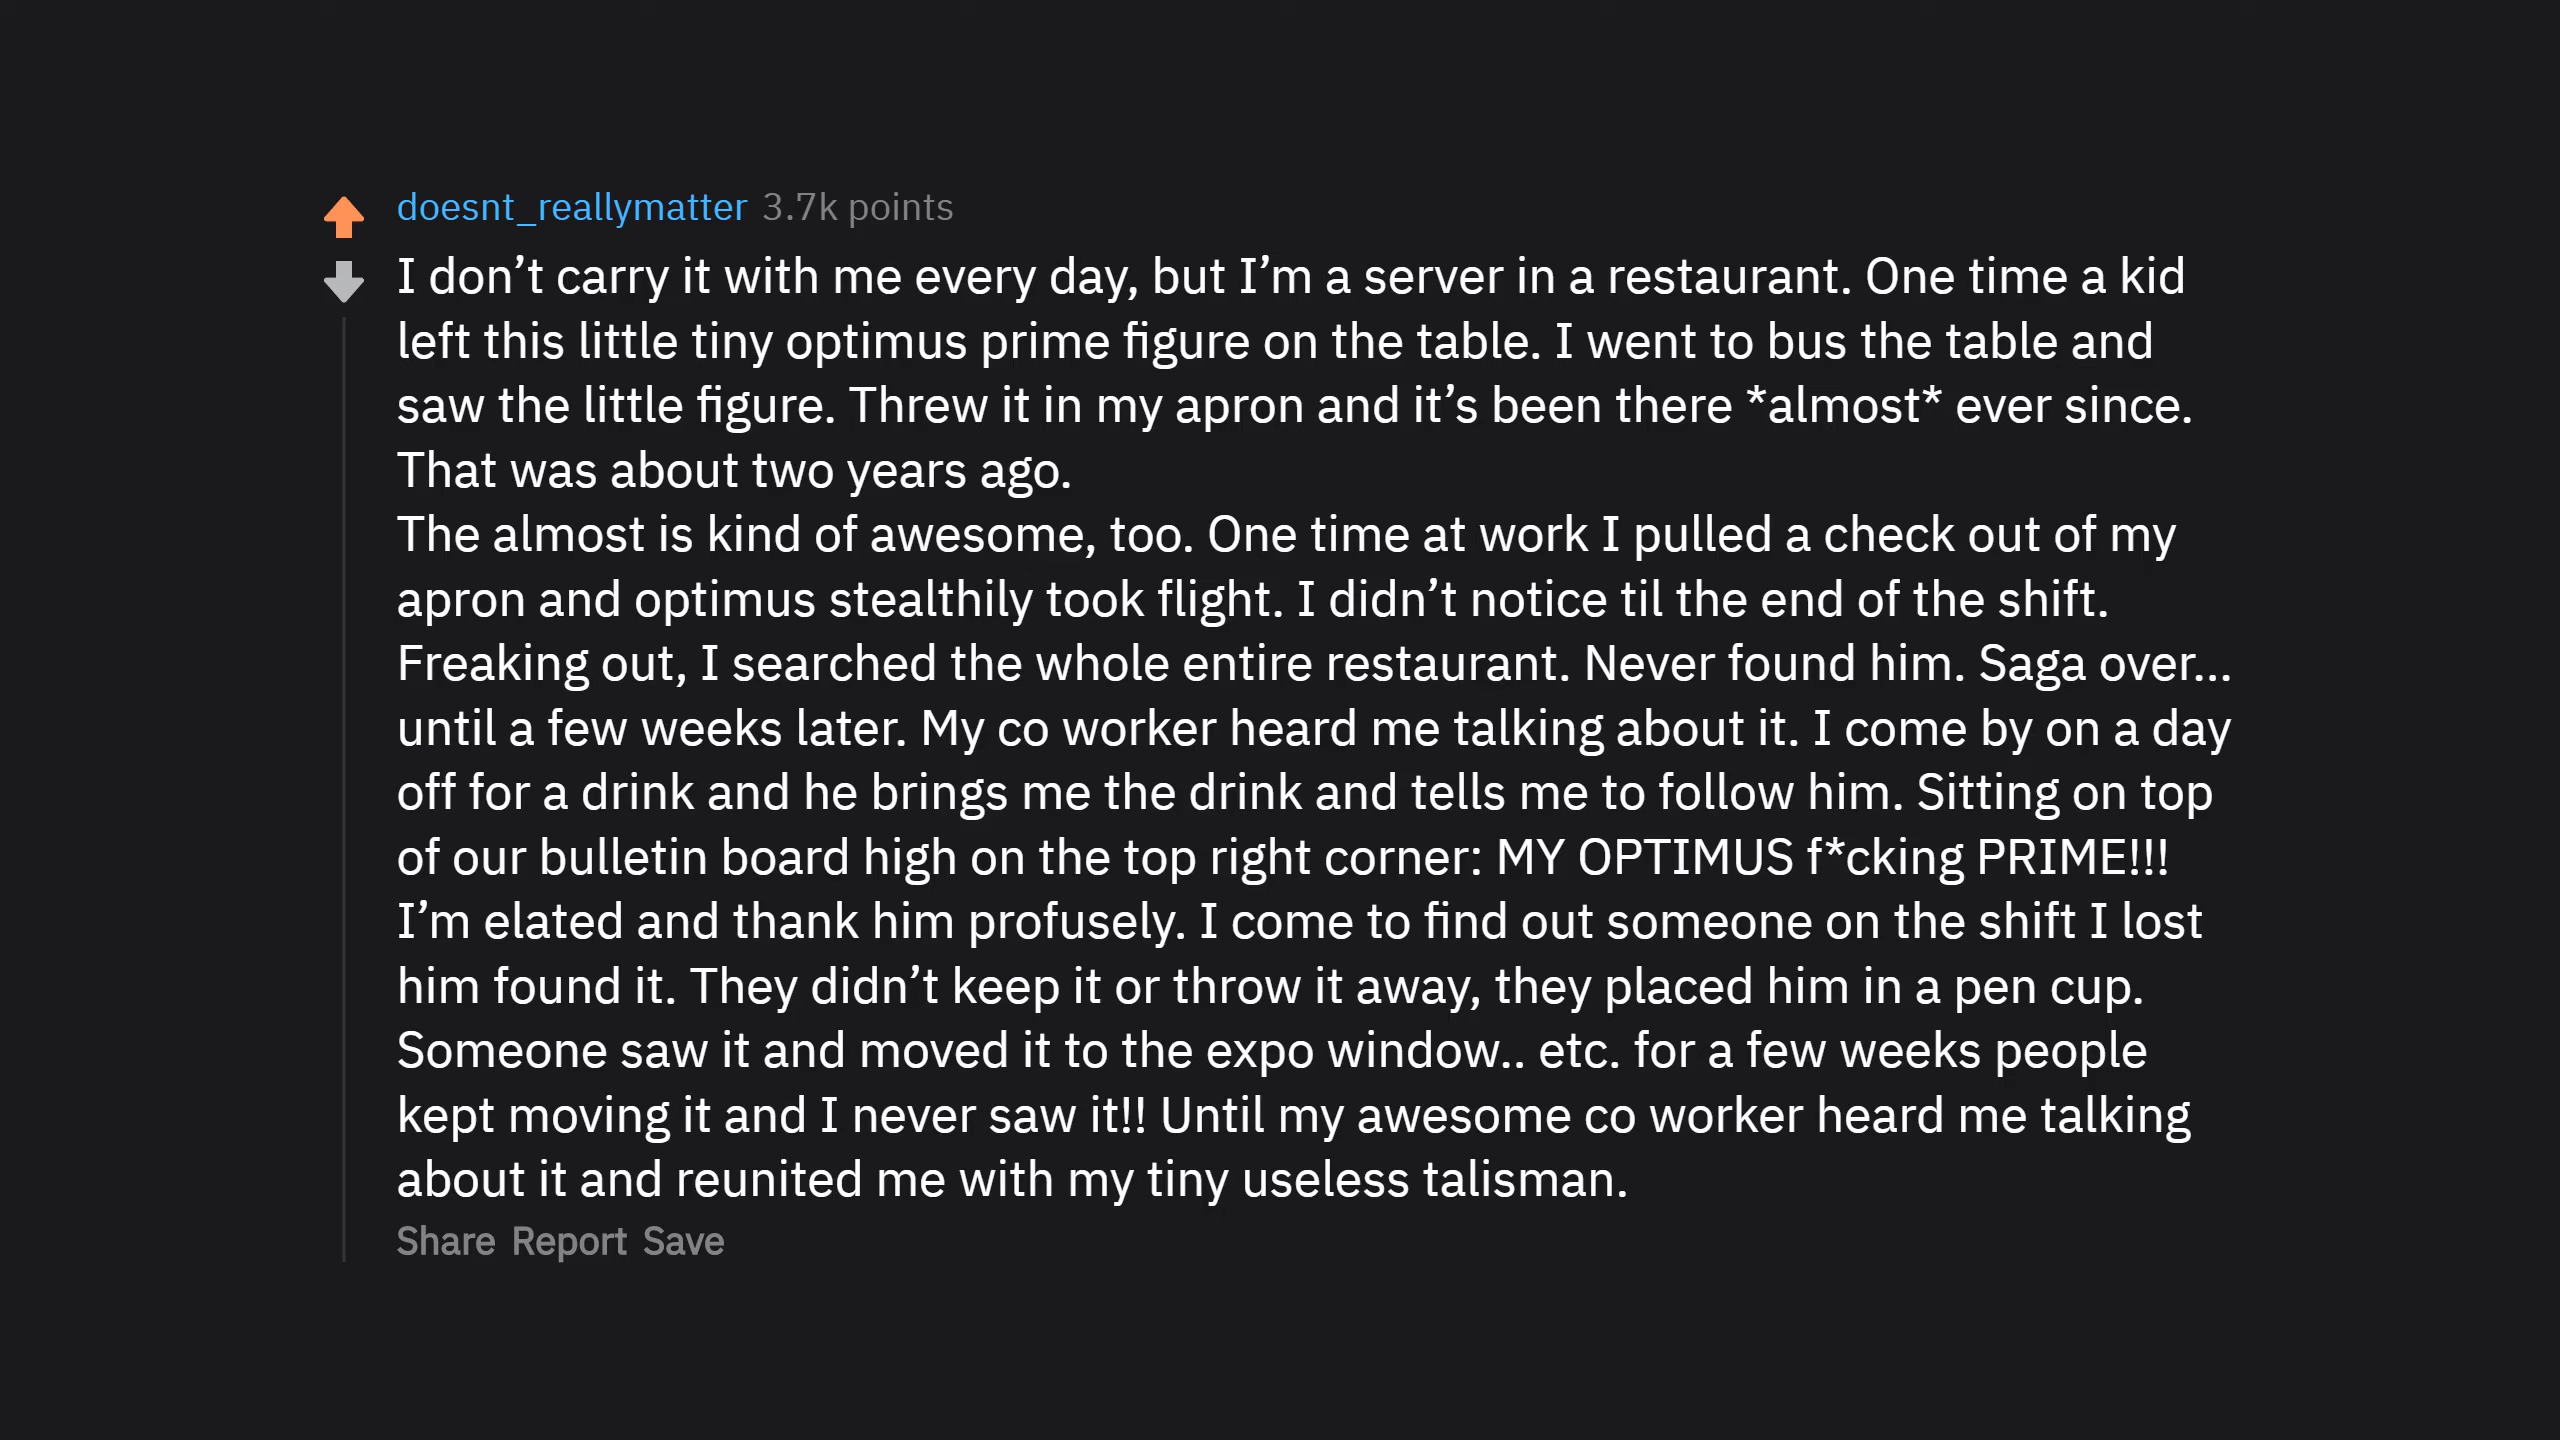 doesnt_reallymatter 3.7k points
I don’t carry it with me every day, but I’m a server in a restaurant. One time a kid
left this little tiny optimus prime figure on the table. I went to bus the table and
saw the little figure. Threw it in my apron and it’s been there *almost* ever since.
That was about two years ago.
The almost is kind of awesome, too. One time at work I pulled a check out of my
apron and optimus stealthily took flight. I didn’t notice til the end of the shift.
Freaking out, I searched the whole entire restaurant. Never found him. Saga over...
until a few weeks later. My co worker heard me talking about it. I come by on a day
off for a drink and he brings me the drink and tells me to follow him. Sitting on top
of our bulletin board high on the top right corner: MY OPTIMUS f*cking PRIME!!!
I’m elated and thank him profusely. I come to find out someone on the shift I lost
him found it. They didn’t keep it or throw it away, they placed him in a pen cup.
Someone saw it and moved it to the expo window.. etc. for a few weeks people
kept moving it and I never saw it!! Until my awesome co worker heard me talking
about it and reunited me with my tiny useless talisman.
Share Report Save